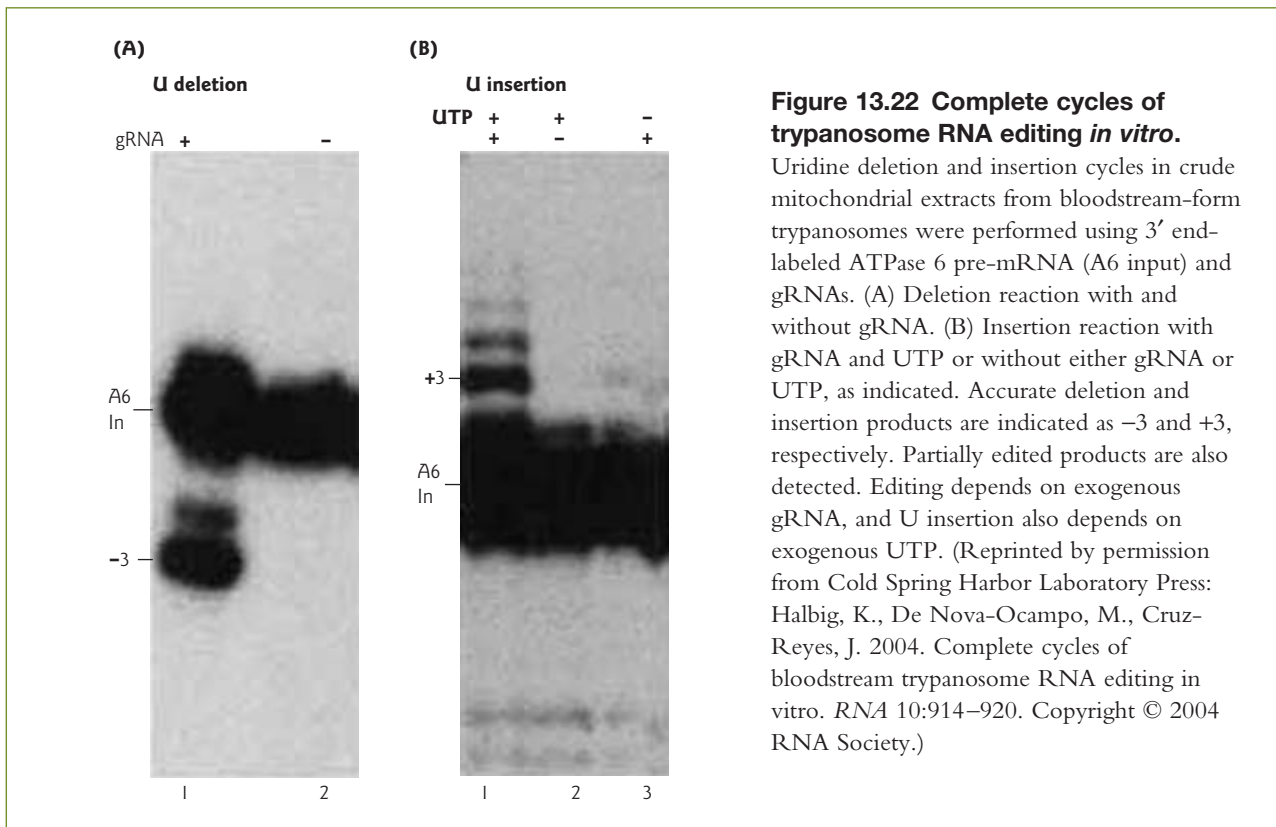 (A)
U deletion
gRNA + −
A6
In
−3
1 2
(B)
U insertion
UTP + + −
+ − +
+3
A6
In
1 2 3
Figure 13.22 Complete cycles of
trypanosome RNA editing in vitro.
Uridine deletion and insertion cycles in crude
mitochondrial extracts from bloodstream-form
trypanosomes were performed using 3′ end-
labeled ATPase 6 pre-mRNA (A6 input) and
gRNAs. (A) Deletion reaction with and
without gRNA. (B) Insertion reaction with
gRNA and UTP or without either gRNA or
UTP, as indicated. Accurate deletion and
insertion products are indicated as −3 and +3,
respectively. Partially edited products are also
detected. Editing depends on exogenous
gRNA, and U insertion also depends on
exogenous UTP. (Reprinted by permission
from Cold Spring Harbor Laboratory Press:
Halbig, K., De Nova-Ocampo, M., Cruz-
Reyes, J. 2004. Complete cycles of
bloodstream trypanosome RNA editing in
vitro. RNA 10:914–920. Copyright © 2004
RNA Society.)